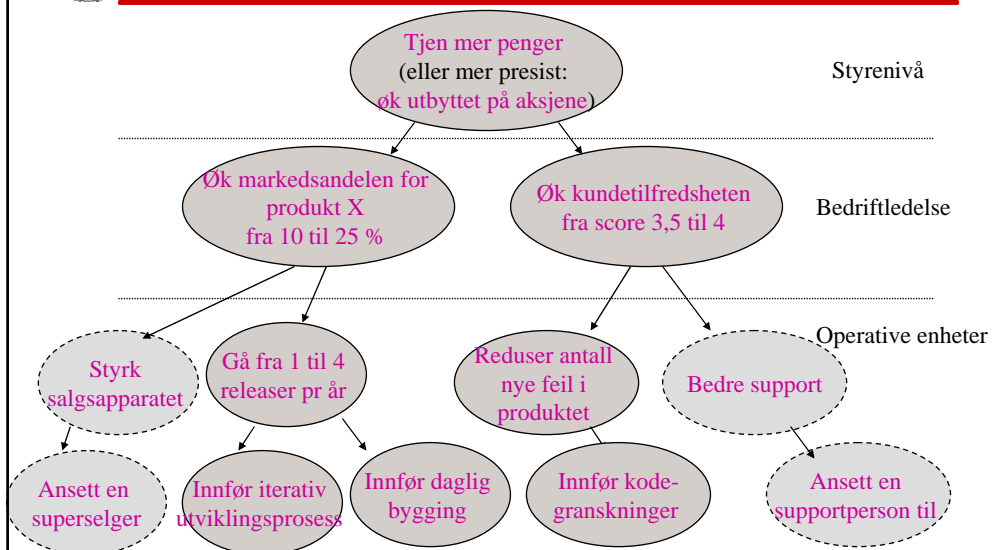 Tjen mer penger
(eller mer presist:
øk utbyttet på aksjene)
Styrenivå
Øk markedsandelen for
produkt X
fra 10 til 25 %
Øk kundetilfredsheten
fra score 3,5 til 4
Bedriftledelse
Operative enheter
Styrk
salgsapparatet
Gå fra 1 til 4
releaser pr år
Reduser antall
nye feil i
produktet
Bedre support
Ansett en
superselger
Innfør iterativ
utviklingsprosess
Innfør daglig
bygging
Innfør kode-
granskninger
Ansett en
supportperson til